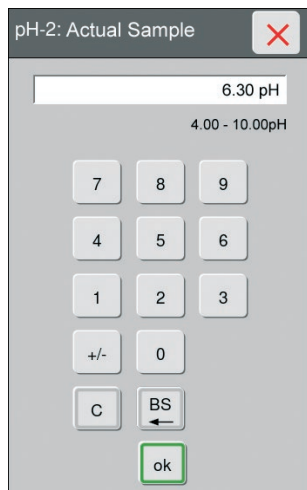 pH-2: Actual Sample
6.30 pH
4.00 - 10.00pH
7 8 9
4 5 6
1 2 3
+/- 0
C BS
ok